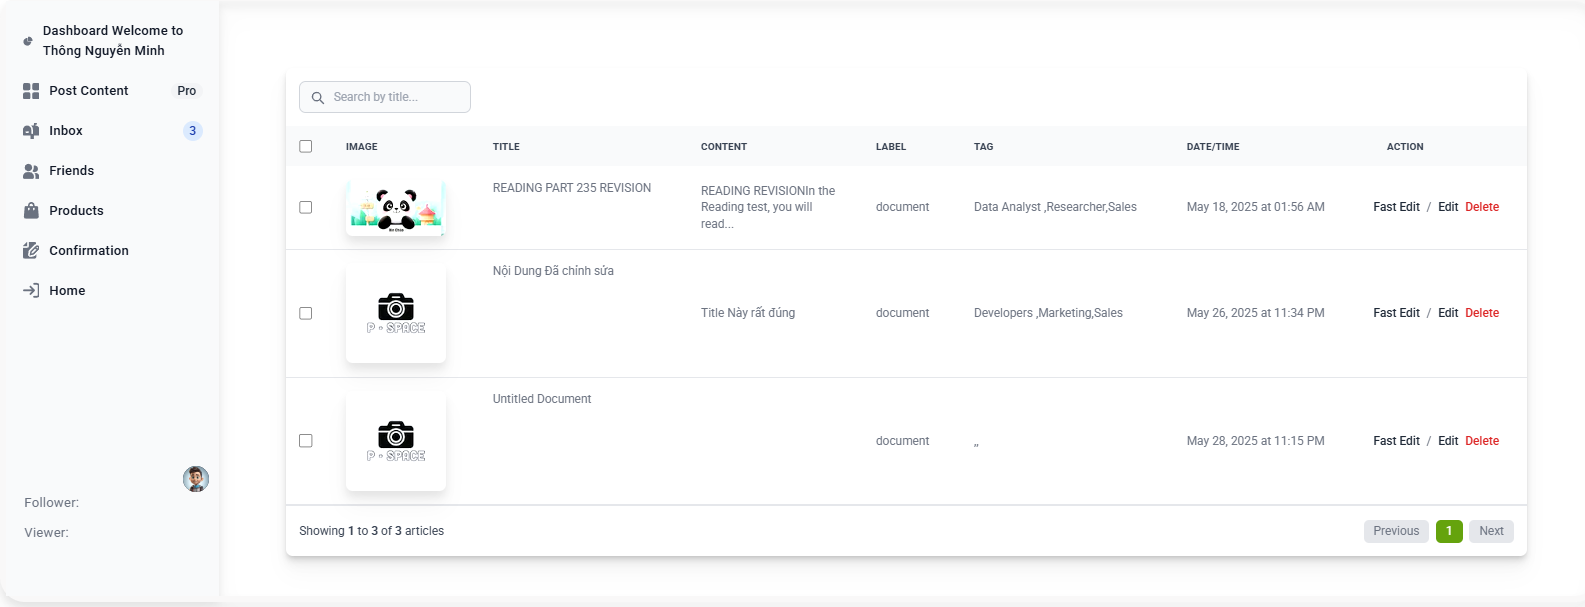 Dashboard Welcome to
Thông Nguyễn Minh
Post Content Pro
Inbox 3
Friends
Products
Confirmation
Home
Follower:
Viewer:
Search by title...
IMAGE TITLE CONTENT LABEL TAG DATE/TIME ACTION
READING PART 235 REVISION
READING REVISIONIn the
Reading test, you will
read...
document Data Analyst ,Researcher,Sales May 18, 2025 at 01:56 AM Fast Edit / Edit Delete
Nội Dung Đã chỉnh sửa
P - SPACE
Title Này rất đúng document Developers ,Marketing,Sales May 26, 2025 at 11:34 PM Fast Edit / Edit Delete
Untitled Document
P - SPACE
document ,, May 28, 2025 at 11:15 PM Fast Edit / Edit Delete
Showing 1 to 3 of 3 articles
Previous 1 Next